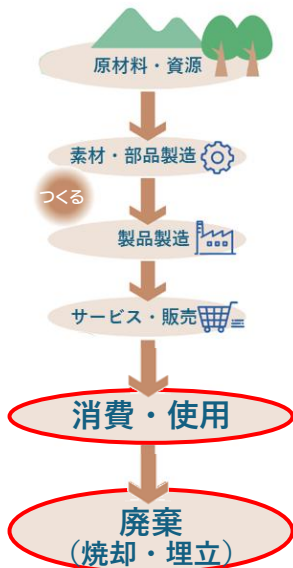 原材料・資源
素材・部品製造
つくる
製品製造
サービス・販売
消費・使用
廃棄
(焼却・埋立)